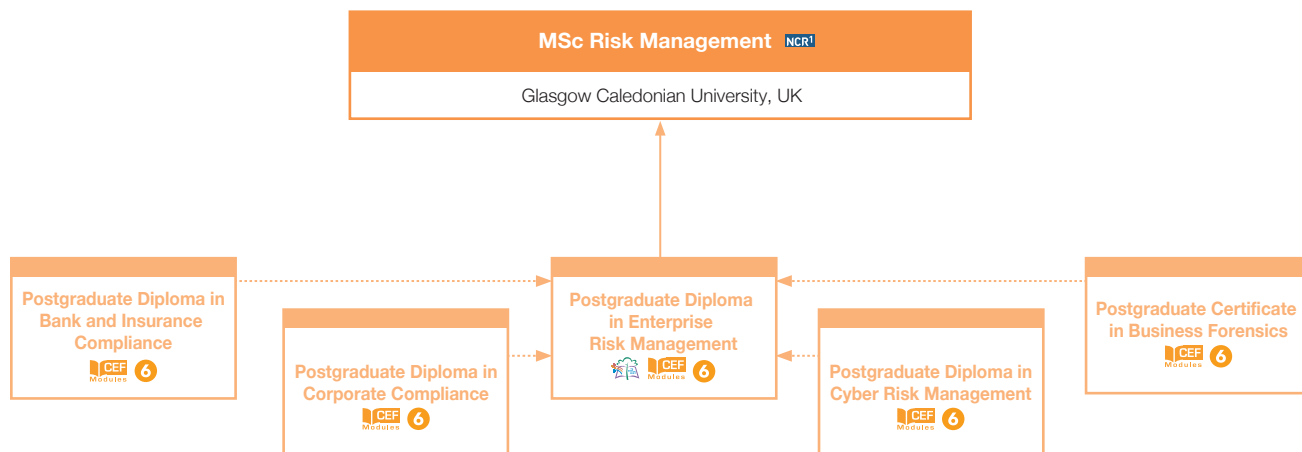 MSc Risk Management NCR1
Glasgow Caledonian University, UK
Postgraduate Diploma in
Bank and Insurance
Compliance
CEF
Modules
6
Postgraduate Diploma in
Corporate Compliance
CEF
Modules
6
Postgraduate Diploma
in Enterprise
Risk Management
CEF
Modules
6
Postgraduate Diploma in
Cyber Risk Management
CEF
Modules
6
Postgraduate Certificate
in Business Forensics
CEF
Modules
6